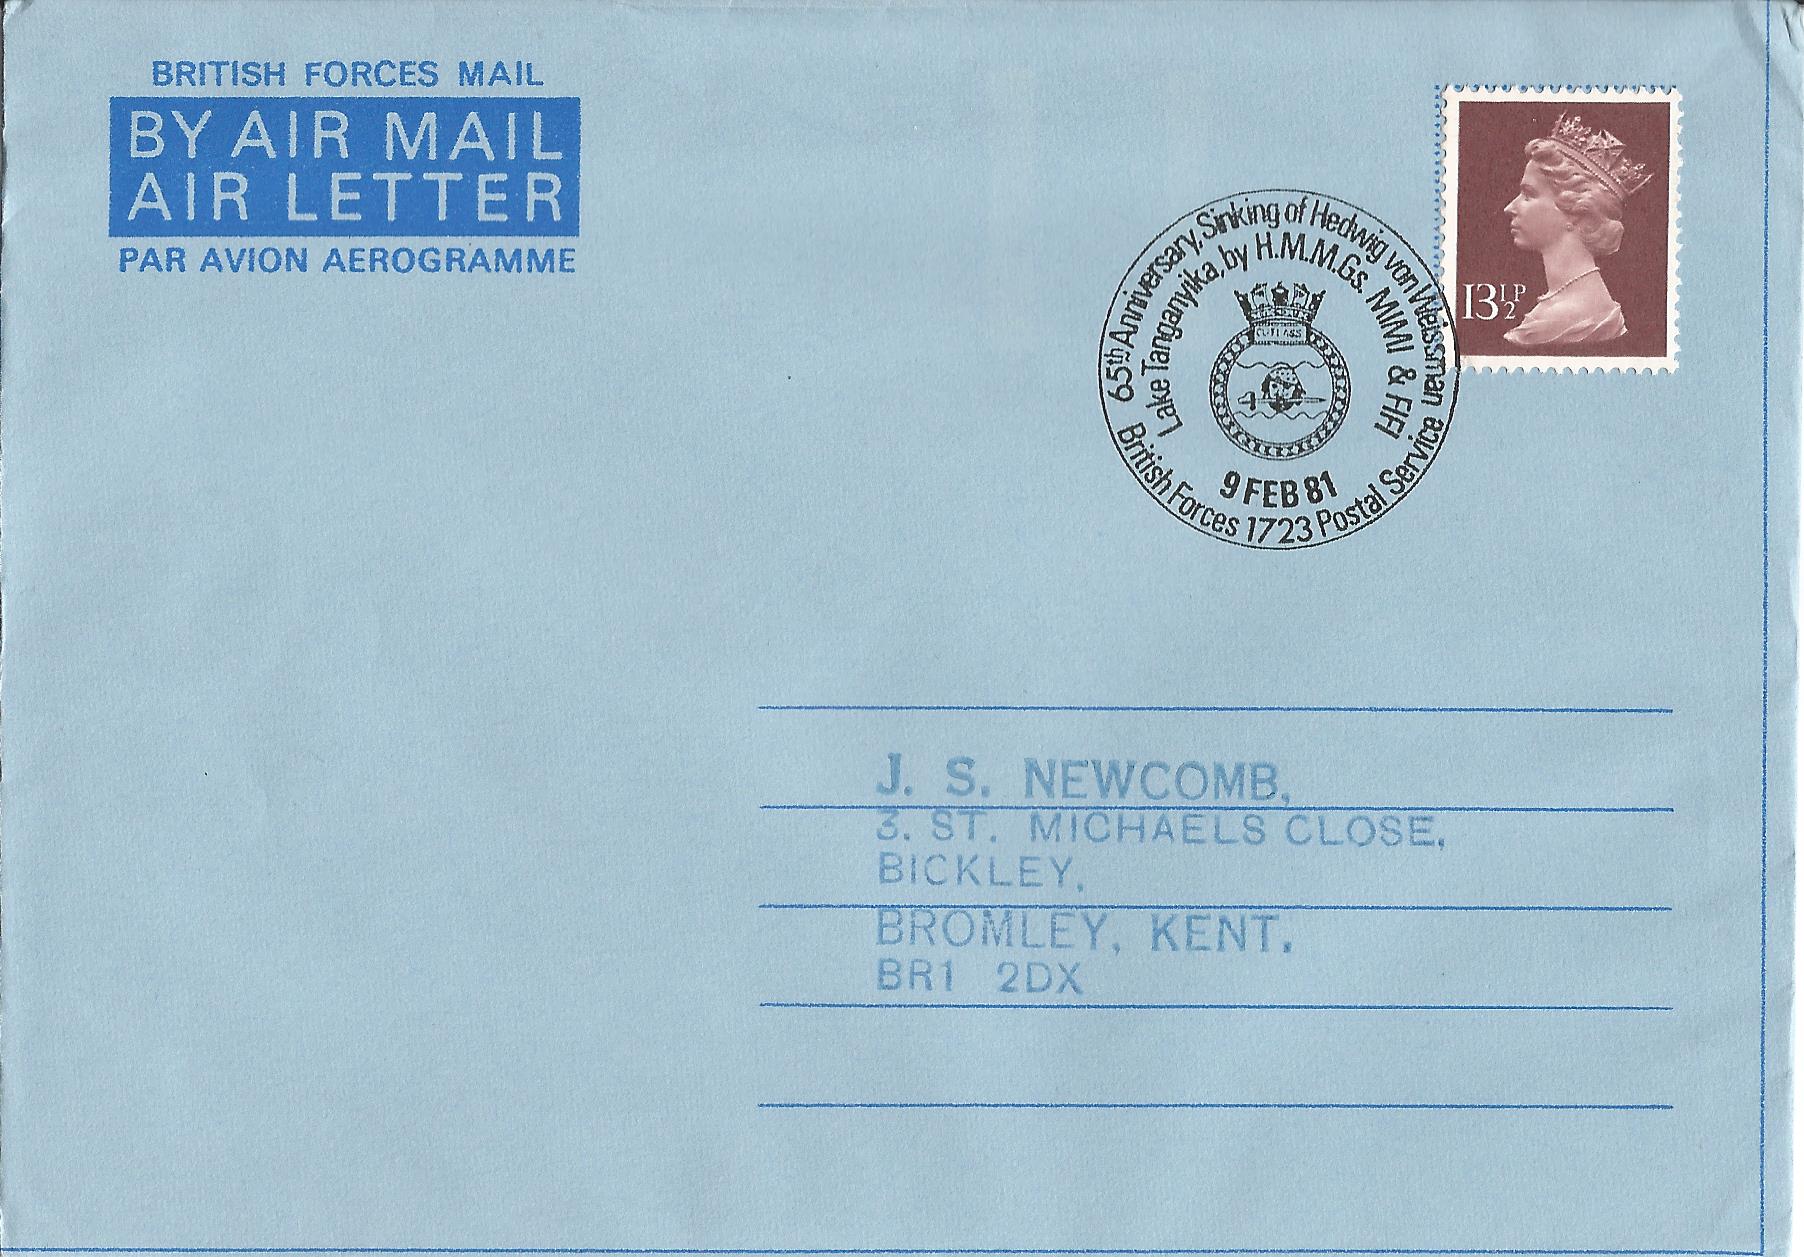 BRITISH FORCES MAIL
BY AIR MAIL
AIR LETTER
PAR AVION AEROGRAMME
13½P
65th Anniversary, Sinking of Hedwig von Weissman
Lake Tanganyika, by H.M.M.Gs. MIMI & FIFI
CUTLASS
9 FEB 81
British Forces 1723 Postal Service
J. S. NEWCOMB,
3. ST. MICHAELS CLOSE,
BICKLEY,
BROMLEY, KENT.
BR1 2DX